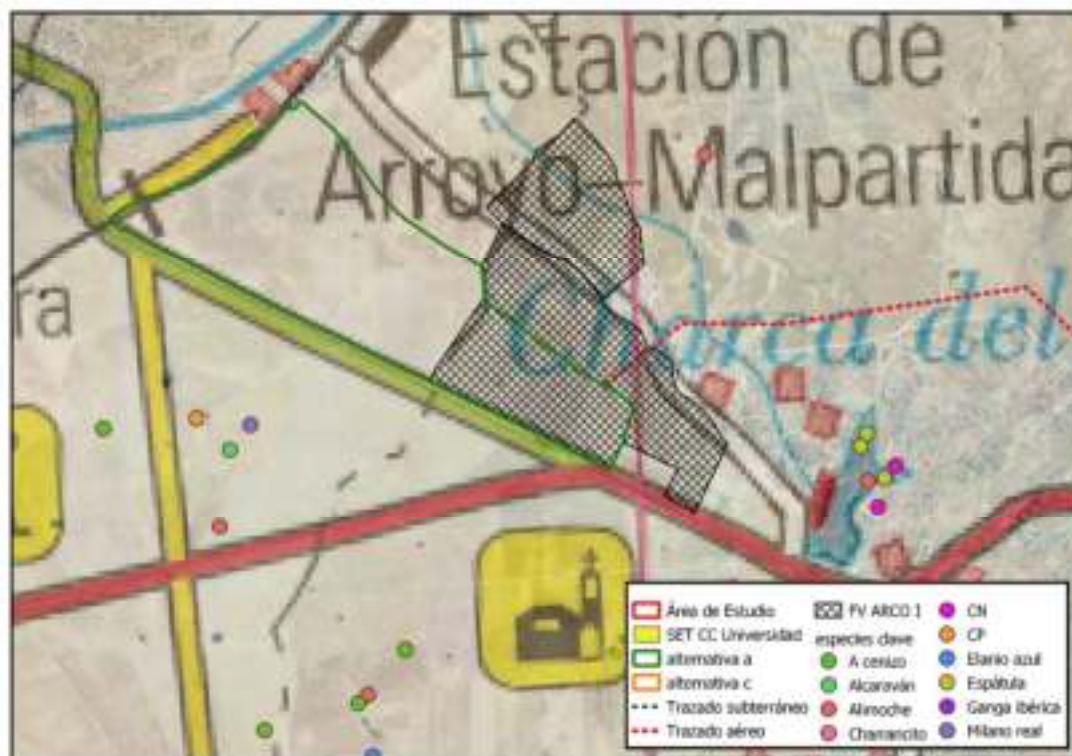 Estación de
Arroyo-Malpartida
ra
Charca del
Área de Estudio
SET CC Universidad
alternativa a
alternativa c
Trazado subterráneo
Trazado aéreo
FV ARCO I
especies clave
A cenizo
Alcaraván
Alimoche
Charrancito
CN
CP
Elanio azul
Espátula
Ganga ibérica
Milano real